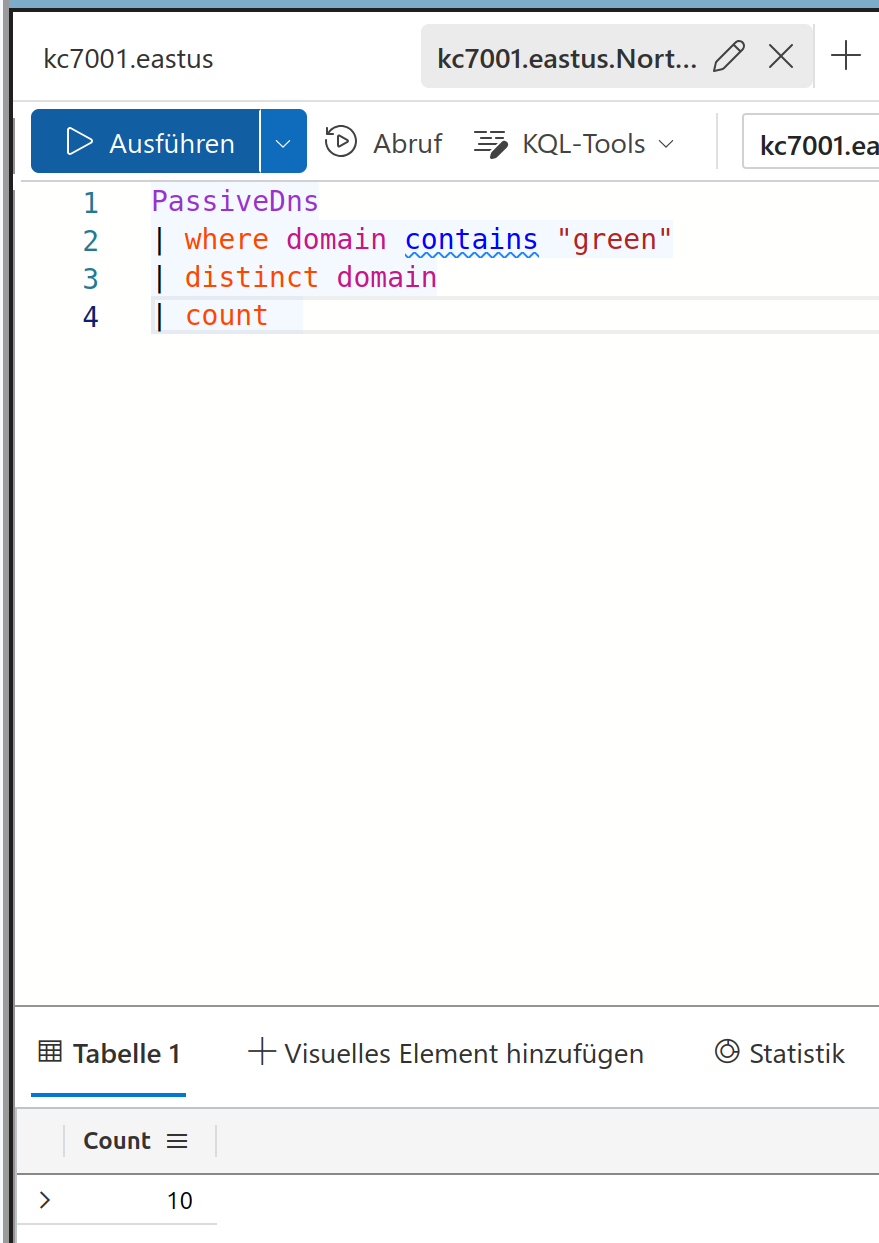 kc7001.eastus
kc7001.eastus.Nort...
Ausführen
Abruf
KQL-Tools
kc7001.ea
1 PassiveDns
2 | where domain contains "green"
3 | distinct domain
4 | count
Tabelle 1
Visuelles Element hinzufügen
Statistik
Count
10